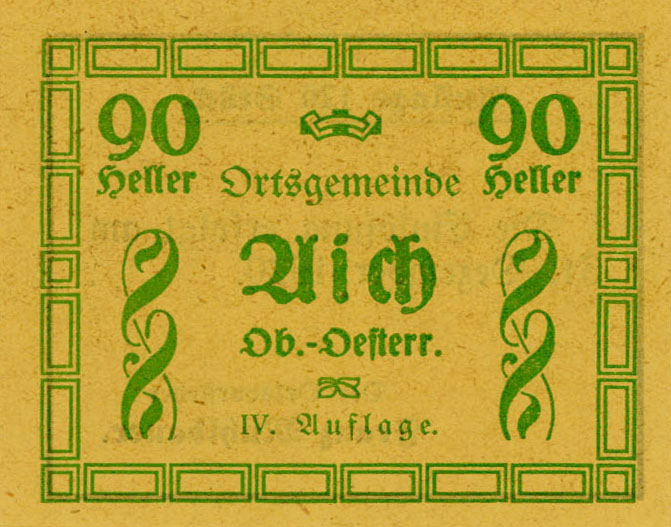 90 90
Heller Ortsgemeinde Heller
Aich
Ob.-Oesterr.
IV. Auflage.